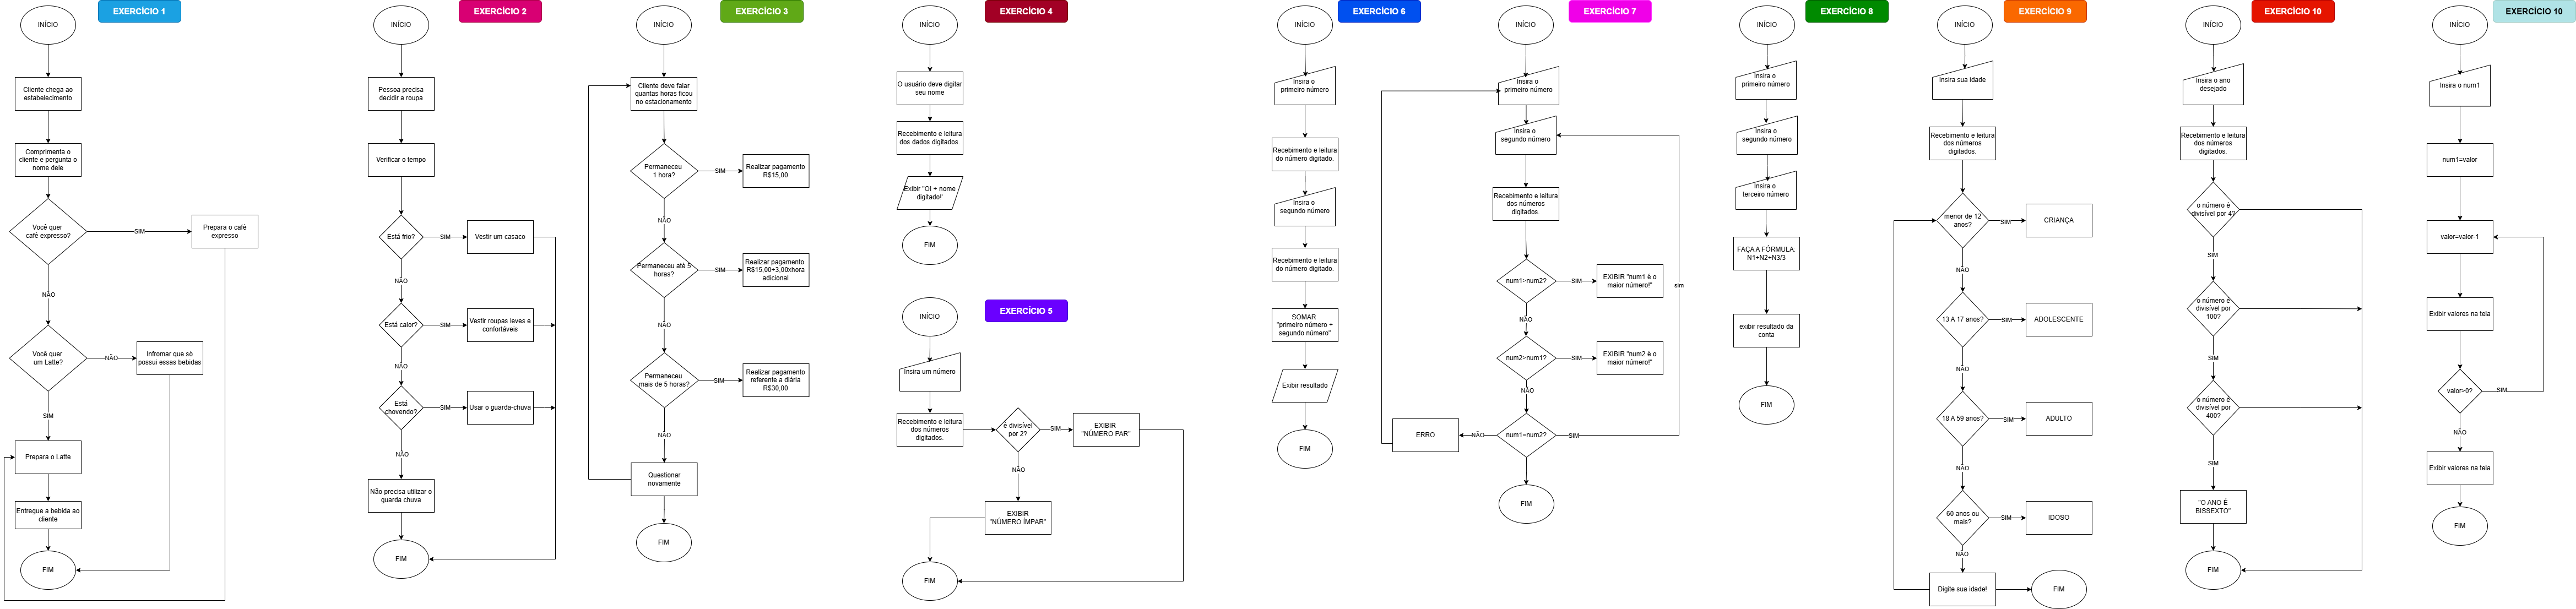 EXERCÍCIO 1
INÍCIO
Cliente chega ao
estabelecimento
Comprimenta o
cliente e pergunta o
nome dele
Você quer
café expresso?
SIM
Prepara o café
expresso
NÃO
Você quer
um Latte?
NÃO
Infromar que só
possui essas bebidas
SIM
Prepara o Latte
Entregue a bebida ao
cliente
FIM
EXERCÍCIO 2
INÍCIO
Pessoa precisa
decidir a roupa
Verificar o tempo
Está frio?
SIM
Vestir um casaco
NÃO
Está calor?
SIM
Vestir roupas leves e
confortáveis
NÃO
Está
chovendo?
SIM
Usar o guarda-chuva
NÃO
Não precisa utilizar o
guarda chuva
FIM
EXERCÍCIO 3
INÍCIO
Cliente deve falar
quantas horas ficou
no estacionamento
Permaneceu
1 hora?
SIM
Realizar pagamento
R$15,00
NÃO
Permaneceu até 5
horas?
SIM
Realizar pagamento
R$15,00+3,00xhora
adicional
NÃO
Permaneceu
mais de 5 horas?
SIM
Realizar pagamento
referente a diária
R$30,00
NÃO
Questionar
novamente
FIM
EXERCÍCIO 4
INÍCIO
O usuário deve digitar
seu nome
Recebimento e leitura
dos dados digitados.
Exibir "OI + nome
digitado!'
FIM
EXERCÍCIO 5
INÍCIO
Insira um número
Recebimento e leitura
dos números
digitados.
é divisível
por 2?
SIM
EXIBIR
"NÚMERO PAR"
NÃO
EXIBIR
"NÚMERO ÍMPAR"
FIM
EXERCÍCIO 6
INÍCIO
Insira o
primeiro número
Recebimento e leitura
do número digitado.
Insira o
segundo número
Recebimento e leitura
do número digitado.
SOMAR
"primeiro número +
segundo número"
Exibir resultado
FIM
EXERCÍCIO 7
INÍCIO
Insira o
primeiro número
Insira o
segundo número
Recebimento e leitura
dos números
digitados.
num1>num2?
SIM
EXIBIR "num1 é o
maior número!"
sim
NÃO
num2>num1?
SIM
EXIBIR "num2 é o
maior número!"
NÃO
num1=num2?
SIM
NÃO
ERRO
FIM
EXERCÍCIO 8
INÍCIO
Insira o
primeiro número
Insira o
segundo número
Insira o
terceiro número
FAÇA A FÓRMULA:
N1+N2+N3/3
exibir resultado da
conta
FIM
EXERCÍCIO 9
INÍCIO
Insira sua idade
Recebimento e leitura
dos números
digitados.
menor de 12
anos?
SIM
CRIANÇA
NÃO
13 A 17 anos?
SIM
ADOLESCENTE
NÃO
18 A 59 anos?
SIM
ADULTO
NÃO
60 anos ou
mais?
SIM
IDOSO
NÃO
Digite sua idade!
FIM
EXERCÍCIO 10
INÍCIO
Insira o ano
desejado
Recebimento e leitura
dos números
digitados.
o número é
divisível por 4?
SIM
o número é
divisível por
100?
SIM
o número é
divisível por
400?
SIM
"O ANO É
BISSEXTO"
FIM
EXERCÍCIO 10
INÍCIO
Insira o num1
num1=valor
valor=valor-1
Exibir valores na tela
valor>0?
SIM
NÃO
Exibir valores na tela
FIM